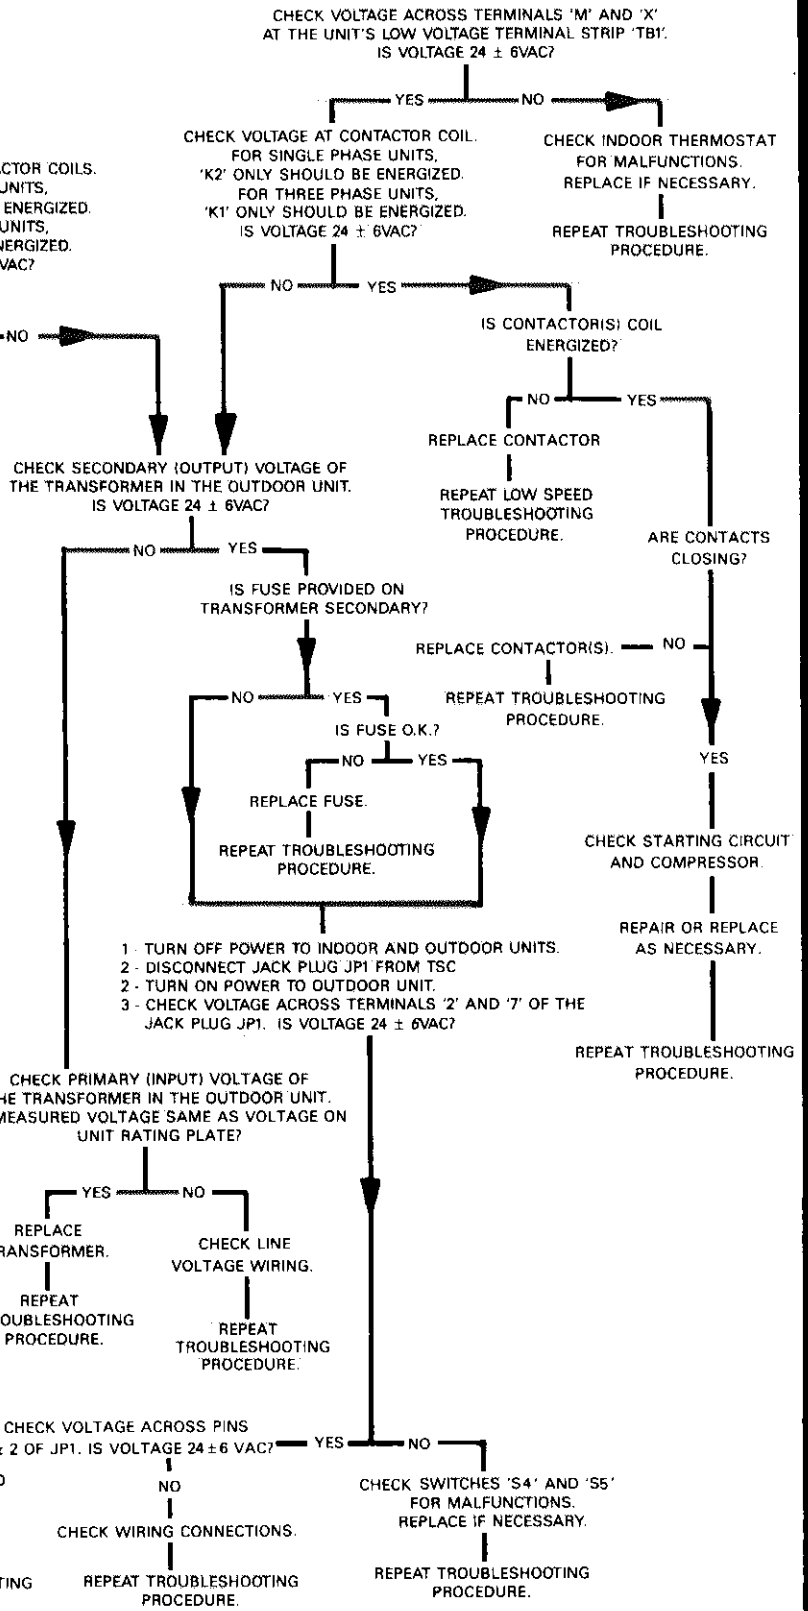 CHECK VOLTAGE ACROSS TERMINALS 'M' AND 'X'
AT THE UNIT'S LOW VOLTAGE TERMINAL STRIP 'TB1'.
IS VOLTAGE 24 ± 6VAC?
YES
NO
CHECK VOLTAGE AT CONTACTOR COIL.
FOR SINGLE PHASE UNITS,
'K2' ONLY SHOULD BE ENERGIZED.
FOR THREE PHASE UNITS,
'K1' ONLY SHOULD BE ENERGIZED.
IS VOLTAGE 24 ± 6VAC?
CHECK INDOOR THERMOSTAT
FOR MALFUNCTIONS.
REPLACE IF NECESSARY.
REPEAT TROUBLESHOOTING
PROCEDURE.
CTOR COILS.
UNITS,
ENERGIZED.
UNITS,
NERGIZED.
VAC?
NO
YES
NO
IS CONTACTOR(S) COIL
ENERGIZED?
NO
YES
REPLACE CONTACTOR
REPEAT LOW SPEED
TROUBLESHOOTING
PROCEDURE.
CHECK SECONDARY (OUTPUT) VOLTAGE OF
THE TRANSFORMER IN THE OUTDOOR UNIT.
IS VOLTAGE 24 ± 6VAC?
ARE CONTACTS
CLOSING?
NO
YES
IS FUSE PROVIDED ON
TRANSFORMER SECONDARY?
REPLACE CONTACTOR(S).
NO
REPEAT TROUBLESHOOTING
PROCEDURE.
NO
YES
IS FUSE O.K.?
NO
YES
YES
REPLACE FUSE.
REPEAT TROUBLESHOOTING
PROCEDURE.
CHECK STARTING CIRCUIT
AND COMPRESSOR.
REPAIR OR REPLACE
AS NECESSARY.
REPEAT TROUBLESHOOTING
PROCEDURE.
1 - TURN OFF POWER TO INDOOR AND OUTDOOR UNITS.
2 - DISCONNECT JACK PLUG JP1 FROM TSC
2 - TURN ON POWER TO OUTDOOR UNIT.
3 - CHECK VOLTAGE ACROSS TERMINALS '2' AND '7' OF THE
JACK PLUG JP1. IS VOLTAGE 24 ± 6VAC?
CHECK PRIMARY (INPUT) VOLTAGE OF
HE TRANSFORMER IN THE OUTDOOR UNIT.
MEASURED VOLTAGE SAME AS VOLTAGE ON
UNIT RATING PLATE?
YES
NO
REPLACE
RANSFORMER.
REPEAT
OUBLESHOOTING
PROCEDURE.
CHECK LINE
VOLTAGE WIRING.
REPEAT
TROUBLESHOOTING
PROCEDURE.
CHECK VOLTAGE ACROSS PINS
& 2 OF JP1. IS VOLTAGE 24±6 VAC?
YES
NO
NO
CHECK WIRING CONNECTIONS.
REPEAT TROUBLESHOOTING
PROCEDURE.
TING
CHECK SWITCHES 'S4' AND 'S5'
FOR MALFUNCTIONS.
REPLACE IF NECESSARY.
REPEAT TROUBLESHOOTING
PROCEDURE.